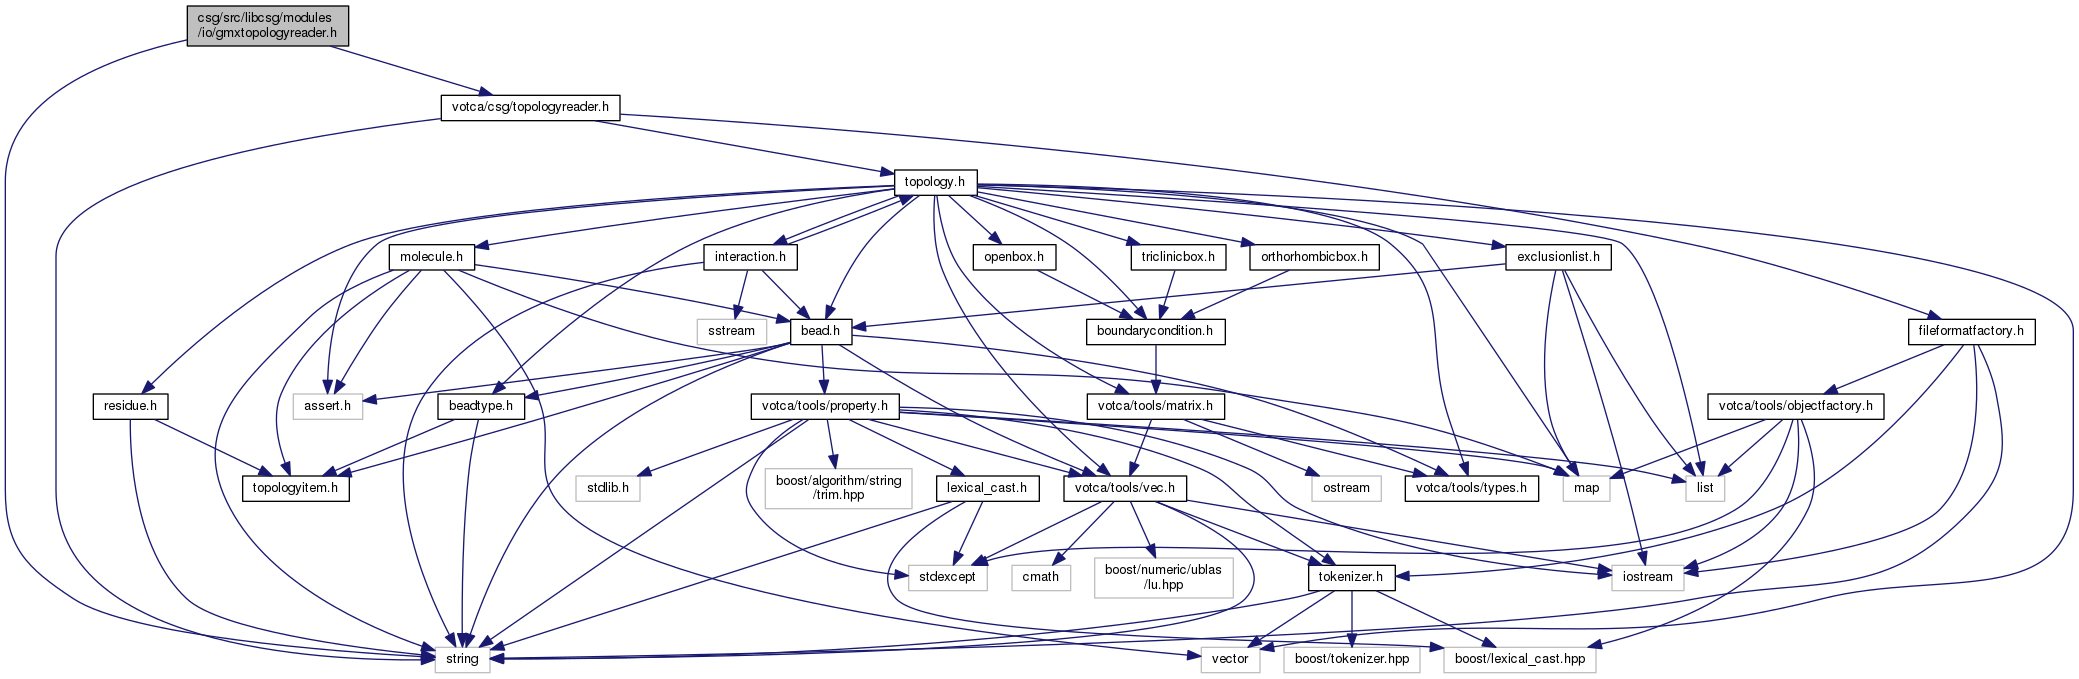 csg/src/libcsg/modules
/io/gmxtopologyreader.h
votca/csg/topologyreader.h
topology.h
molecule.h
interaction.h
openbox.h
triclinicbox.h
orthorhombicbox.h
exclusionlist.h
sstream
bead.h
boundarycondition.h
fileformatfactory.h
residue.h
assert.h
beadtype.h
votca/tools/property.h
votca/tools/matrix.h
votca/tools/objectfactory.h
topologyitem.h
stdlib.h
boost/algorithm/string
/trim.hpp
lexical_cast.h
votca/tools/vec.h
ostream
votca/tools/types.h
map
list
stdexcept
cmath
boost/numeric/ublas
/lu.hpp
tokenizer.h
iostream
string
vector
boost/tokenizer.hpp
boost/lexical_cast.hpp